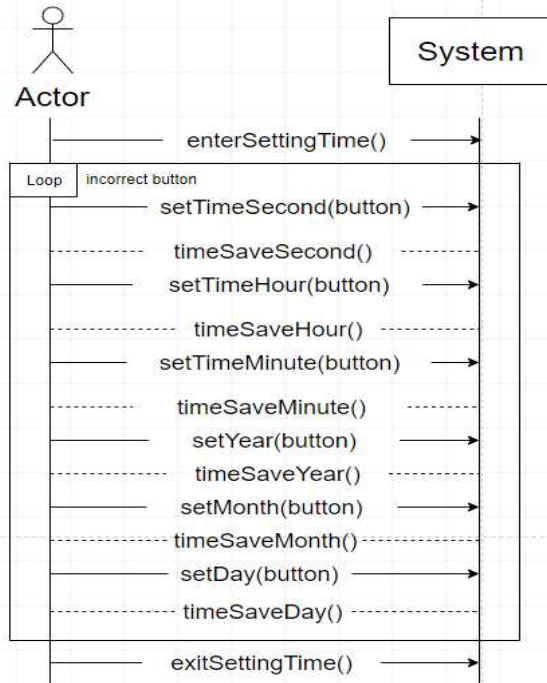 System
Actor
enterSettingTime()
Loop
incorrect button
setTimeSecond(button)
timeSaveSecond()
setTimeHour(button)
timeSaveHour()
setTimeMinute(button)
timeSaveMinute()
setYear(button)
timeSaveYear()
setMonth(button)
timeSaveMonth()
setDay(button)
timeSaveDay()
exitSettingTime()